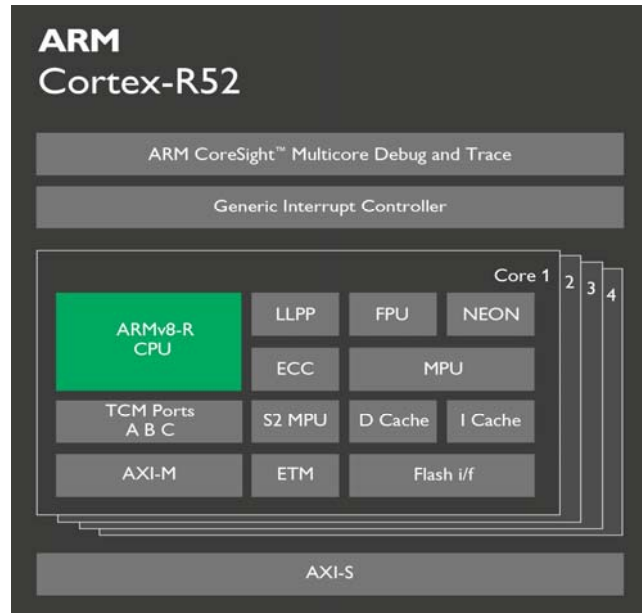 ARM
Cortex-R52
ARM CoreSight™ Multicore Debug and Trace
Generic Interrupt Controller
Core 1 2 3 4
ARMv8-R
CPU
LLPP FPU NEON
ECC MPU
TCM Ports
A B C
S2 MPU D Cache I Cache
AXI-M ETM Flash i/f
AXI-S